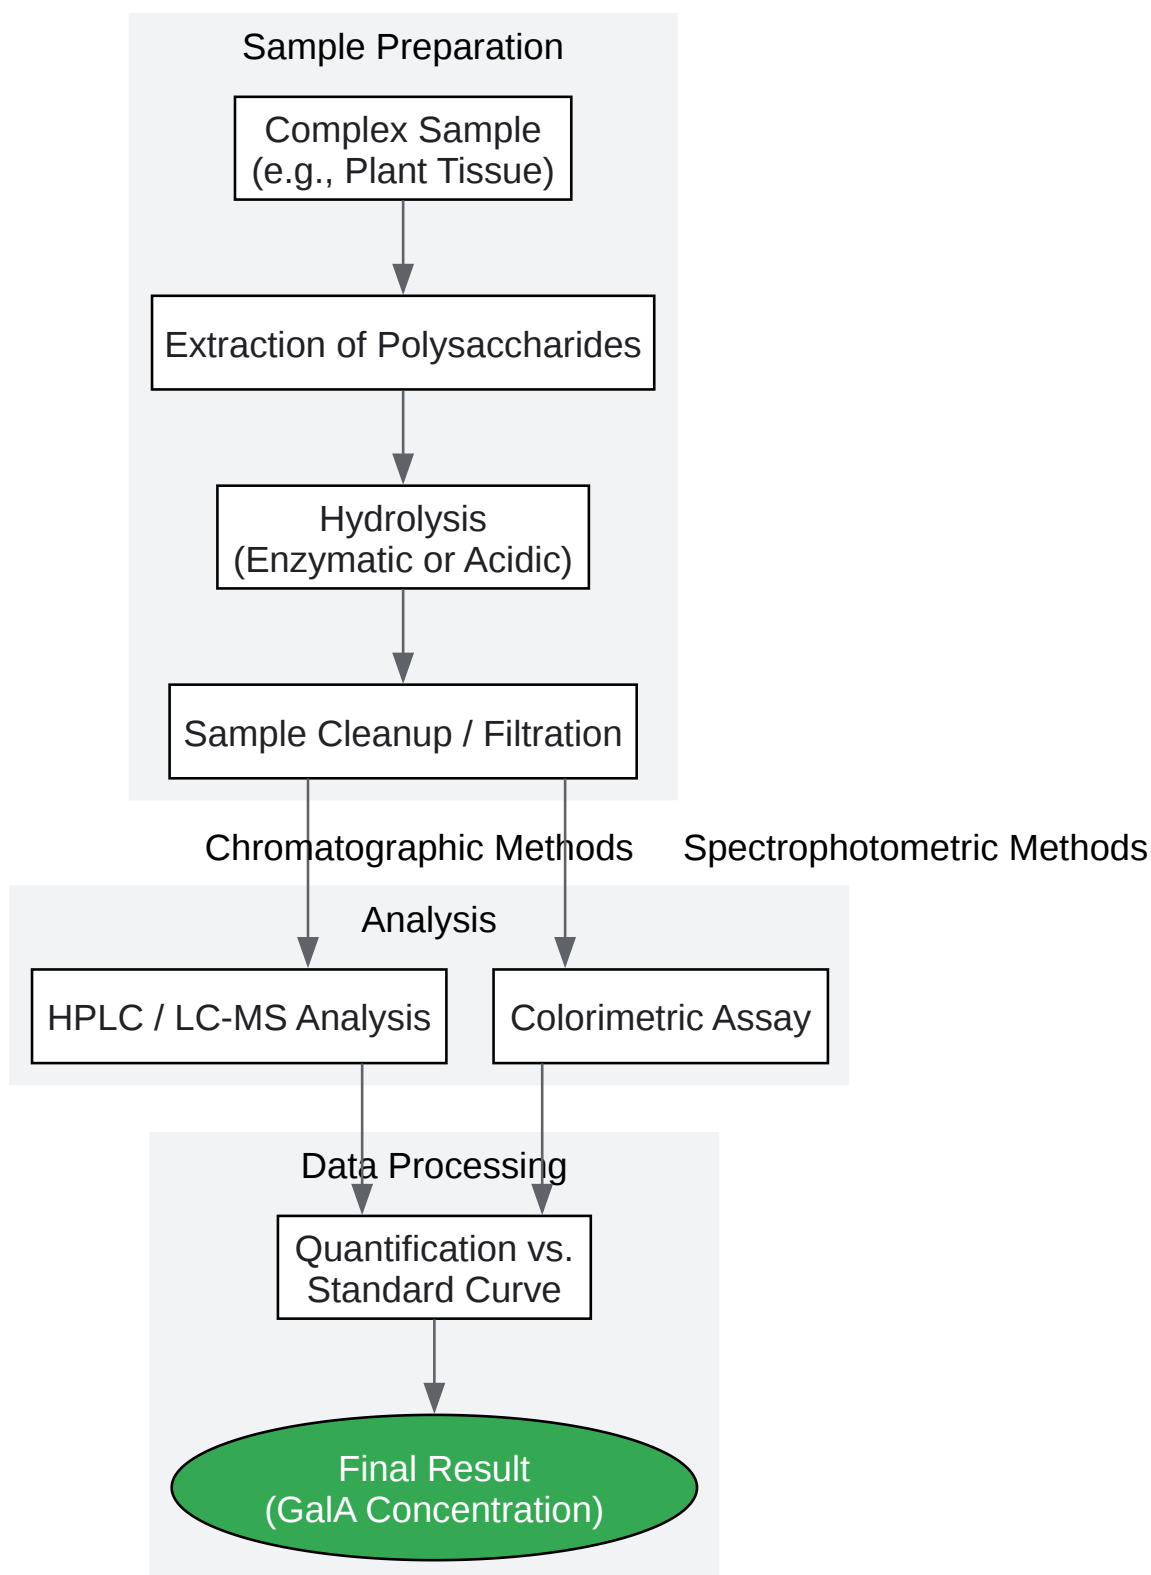 Sample Preparation
Complex Sample
(e.g., Plant Tissue)
Extraction of Polysaccharides
Hydrolysis
(Enzymatic or Acidic)
Sample Cleanup / Filtration
Chromatographic Methods
Spectrophotometric Methods
Analysis
HPLC / LC-MS Analysis
Colorimetric Assay
Data Processing
Quantification vs.
Standard Curve
Final Result
(GalA Concentration)